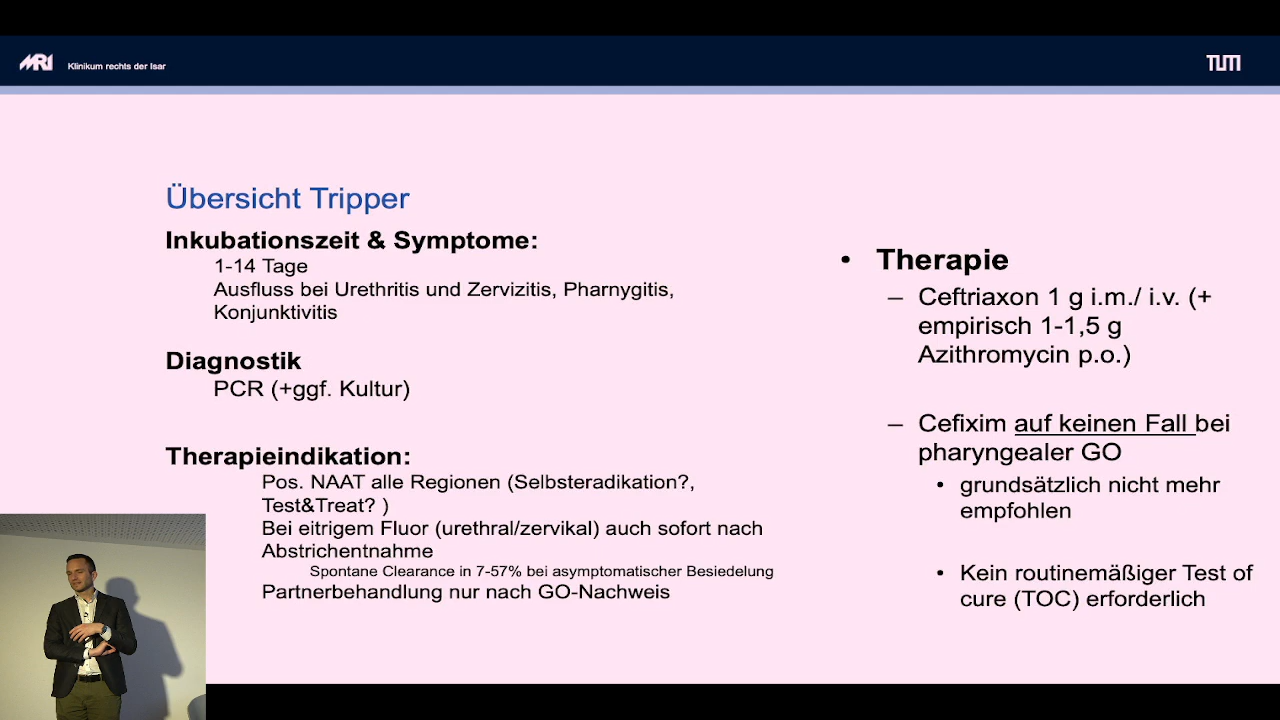 MRI Klinikum rechts der Isar
TUM
Übersicht Tripper
Inkubationszeit & Symptome:
1-14 Tage
Ausfluss bei Urethritis und Zervizitis, Pharnygitis,
Konjunktivitis
Diagnostik
PCR (+ggf. Kultur)
Therapieindikation:
Pos. NAAT alle Regionen (Selbsteradikation?,
Test&Treat? )
Bei eitrigem Fluor (urethral/zervikal) auch sofort nach
Abstrichentnahme
Spontane Clearance in 7-57% bei asymptomatischer Besiedelung
Partnerbehandlung nur nach GO-Nachweis
• Therapie
– Ceftriaxon 1 g i.m./ i.v. (+
empirisch 1-1,5 g
Azithromycin p.o.)
– Cefixim auf keinen Fall bei
pharyngealer GO
• grundsätzlich nicht mehr
empfohlen
• Kein routinemäßiger Test of
cure (TOC) erforderlich